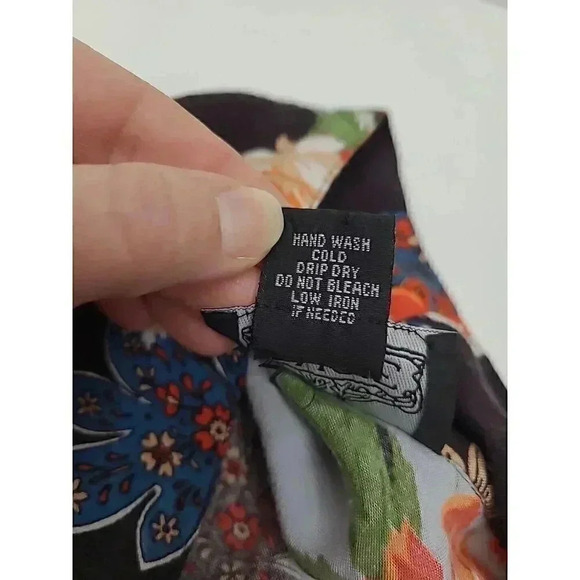 HAND WASH
COLD
DRIP DRY
DO NOT BLEACH
LOW IRON
IF NEEDED